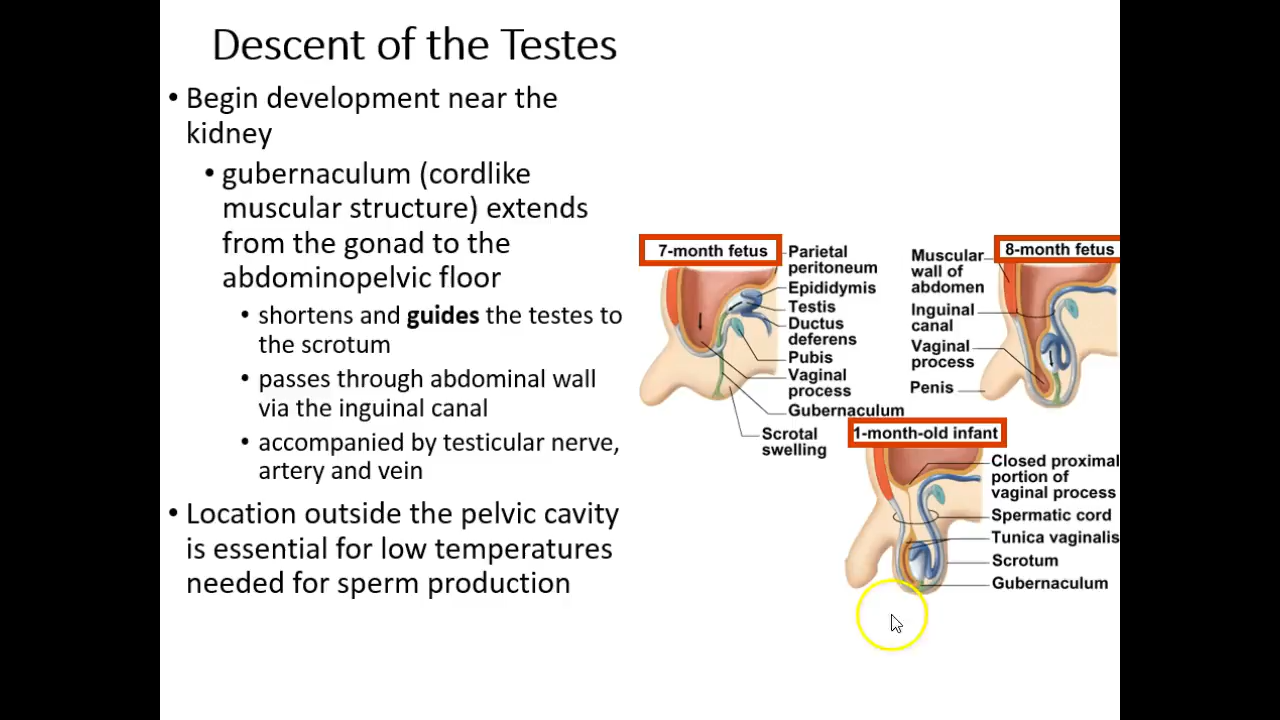 Descent of the Testes
• Begin development near the
kidney
• gubernaculum (cordlike
muscular structure) extends
from the gonad to the
abdominopelvic floor
• shortens and guides the testes to
the scrotum
• passes through abdominal wall
via the inguinal canal
• accompanied by testicular nerve,
artery and vein
• Location outside the pelvic cavity
is essential for low temperatures
needed for sperm production
7-month fetus
Parietal
peritoneum
Epididymis
Testis
Ductus
deferens
Pubis
Vaginal
process
Gubernaculum
Scrotal
swelling
8-month fetus
Muscular
wall of
abdomen
Inguinal
canal
Vaginal
process
Penis
1-month-old infant
Closed proximal
portion of
vaginal process
Spermatic cord
Tunica vaginalis
Scrotum
Gubernaculum